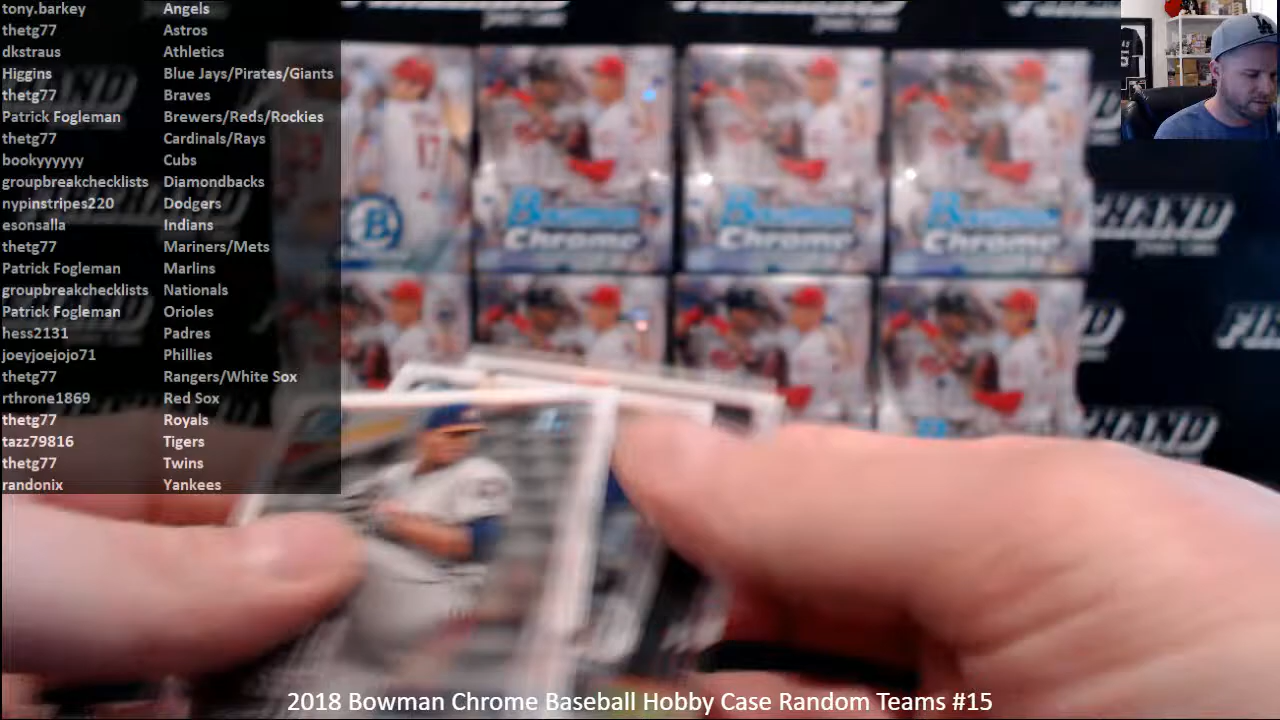 tony.barkey Angels
thetg77 Astros
dkstraus Athletics
Higgins Blue Jays/Pirates/Giants
thetg77 Braves
Patrick Fogleman Brewers/Reds/Rockies
thetg77 Cardinals/Rays
bookyyyyyy Cubs
groupbreakchecklists Diamondbacks
nypinstripes220 Dodgers
esonsalla Indians
thetg77 Mariners/Mets
Patrick Fogleman Marlins
groupbreakchecklists Nationals
Patrick Fogleman Orioles
hess2131 Padres
joeyjoejojo71 Phillies
thetg77 Rangers/White Sox
rthrone1869 Red Sox
thetg77 Royals
tazz79816 Tigers
thetg77 Twins
randonix Yankees
17
B
Bowman Chrome
Bowman Chrome
Bowman Chrome
2018 Bowman Chrome Baseball Hobby Case Random Teams #15